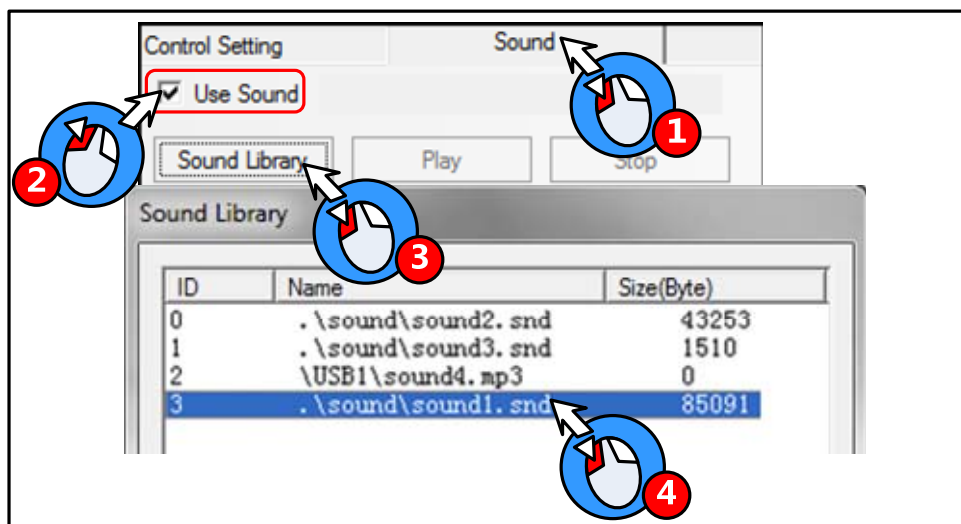 Control Setting Sound
Use Sound
1
2
Sound Library Play Stop
Sound Library
3
ID Name Size(Byte)
0 .\sound\sound2.snd 43253
1 .\sound\sound3.snd 1510
2 \USB1\sound4.mp3 0
3 .\sound\sound1.snd 85091
4